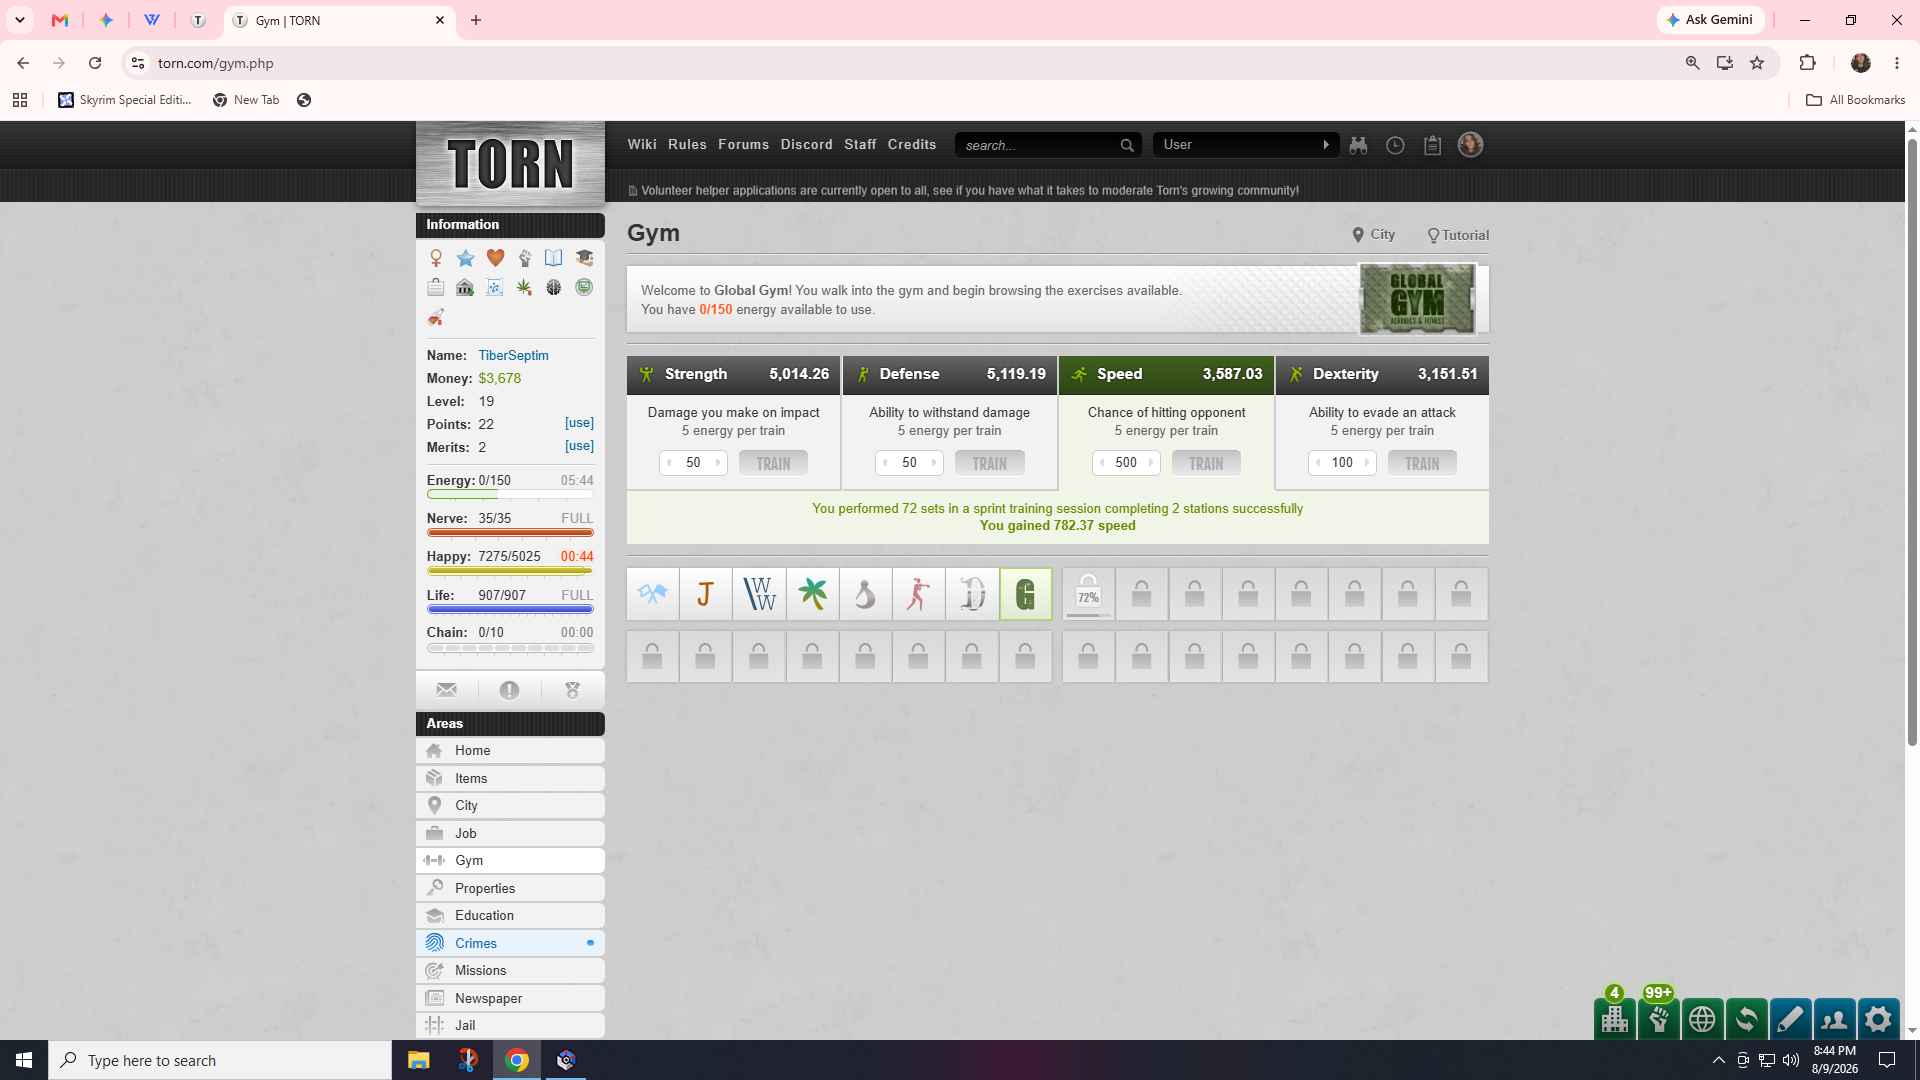 Gym | TORN
Ask Gemini
torn.com/gym.php
Skyrim Special Editi...
New Tab
All Bookmarks
TORN
Wiki Rules Forums Discord Staff Credits
search...
User
Volunteer helper applications are currently open to all, see if you have what it takes to moderate Torn's growing community!
Information
Name: TiberSeptim
Money: $3,678
Level: 19
Points: 22 [use]
Merits: 2 [use]
Energy: 0/150 05:44
Nerve: 35/35 FULL
Happy: 7275/5025 00:44
Life: 907/907 FULL
Chain: 0/10 00:00
Areas
Home
Items
City
Job
Gym
Properties
Education
Crimes
Missions
Newspaper
Jail
Gym
City
Tutorial
Welcome to Global Gym! You walk into the gym and begin browsing the exercises available.
You have 0/150 energy available to use.
GLOBAL
GYM
AEROBICS & FITNESS
Strength 5,014.26
Damage you make on impact
5 energy per train
50 TRAIN
Defense 5,119.19
Ability to withstand damage
5 energy per train
50 TRAIN
Speed 3,587.03
Chance of hitting opponent
5 energy per train
500 TRAIN
Dexterity 3,151.51
Ability to evade an attack
5 energy per train
100 TRAIN
You performed 72 sets in a sprint training session completing 2 stations successfully
You gained 782.37 speed
J
WW
D
G
72%
4
99+
Type here to search
8:44 PM
8/9/2026